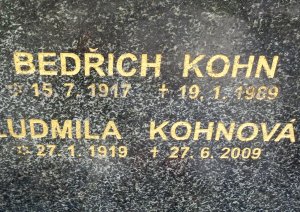 BEDŘICH KOHN
☆ 15. 7. 1917 † 19. 1. 1989
LUDMILA KOHNOVÁ
☆ 27. 1. 1919 † 27. 6. 2009